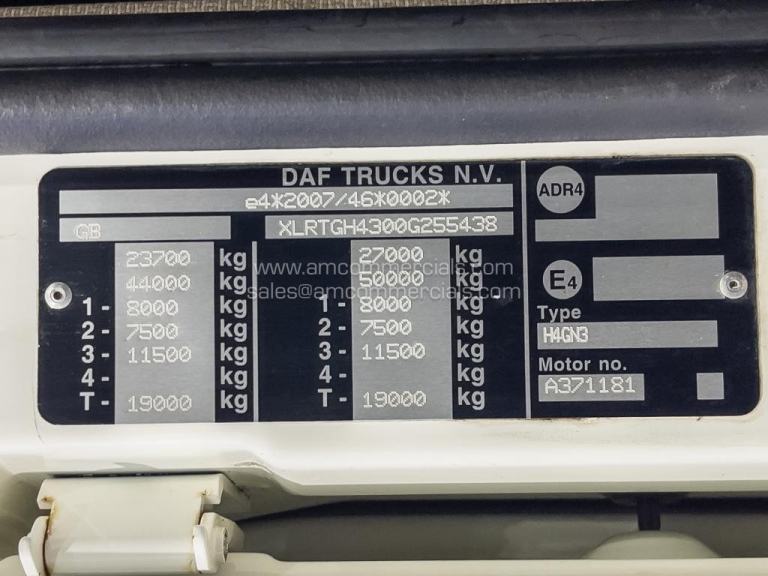 DAF TRUCKS N.V.
e4*2007/46*0002*
GB XLRTGH4300G255438
23700 kg 27000 kg
44000 kg 50000 kg
1- 8000 kg 1- 8000 kg
2- 7500 kg 2- 7500 kg
3- 11500 kg 3- 11500 kg
4- kg 4- kg
T- 19000 kg T- 19000 kg
ADR4
E4
Type
H4GN3
Motor no.
A371181
www.amcommercials.com
sales@amcommercials.com